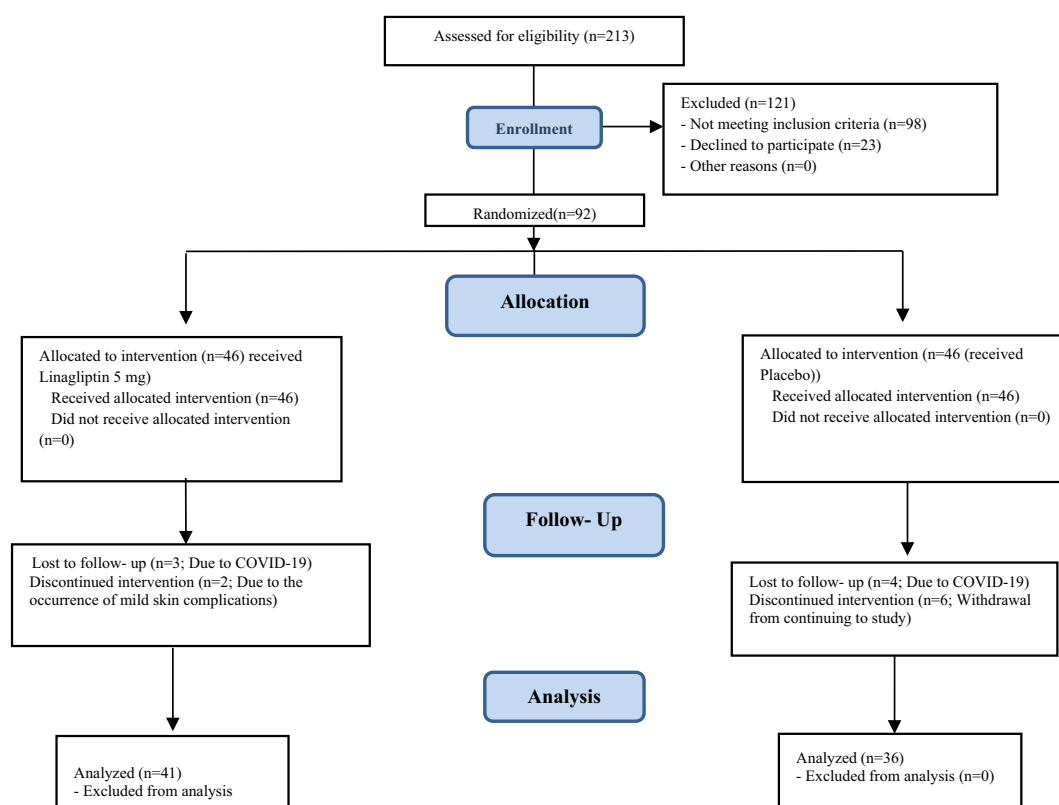 Assessed for eligibility (n=213)
Excluded (n=121)
- Not meeting inclusion criteria (n=98)
- Declined to participate (n=23)
- Other reasons (n=0)
Enrollment
Randomized(n=92)
Allocation
Allocated to intervention (n=46) received
Linagliptin 5 mg)
Received allocated intervention (n=46)
Did not receive allocated intervention
(n=0)
Allocated to intervention (n=46 (received
Placebo))
Received allocated intervention (n=46)
Did not receive allocated intervention (n=0)
Follow- Up
Lost to follow- up (n=3; Due to COVID-19)
Discontinued intervention (n=2; Due to the
occurrence of mild skin complications)
Lost to follow-up (n=4; Due to COVID-19)
Discontinued intervention (n=6; Withdrawal
from continuing to study)
Analysis
Analyzed (n=41)
- Excluded from analysis
Analyzed (n=36)
- Excluded from analysis (n=0)